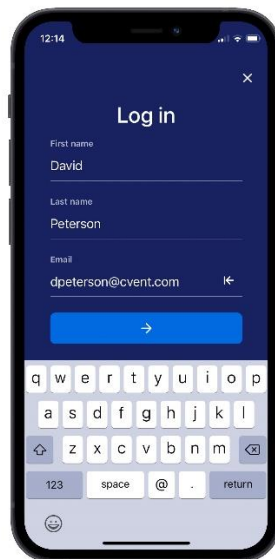 12:14
Log in
First name
David
Last name
Peterson
Email
dpeterson@cvent.com
q w e r t y u i o p
a s d f g h j k l
z x c v b n m
123 space @ . return